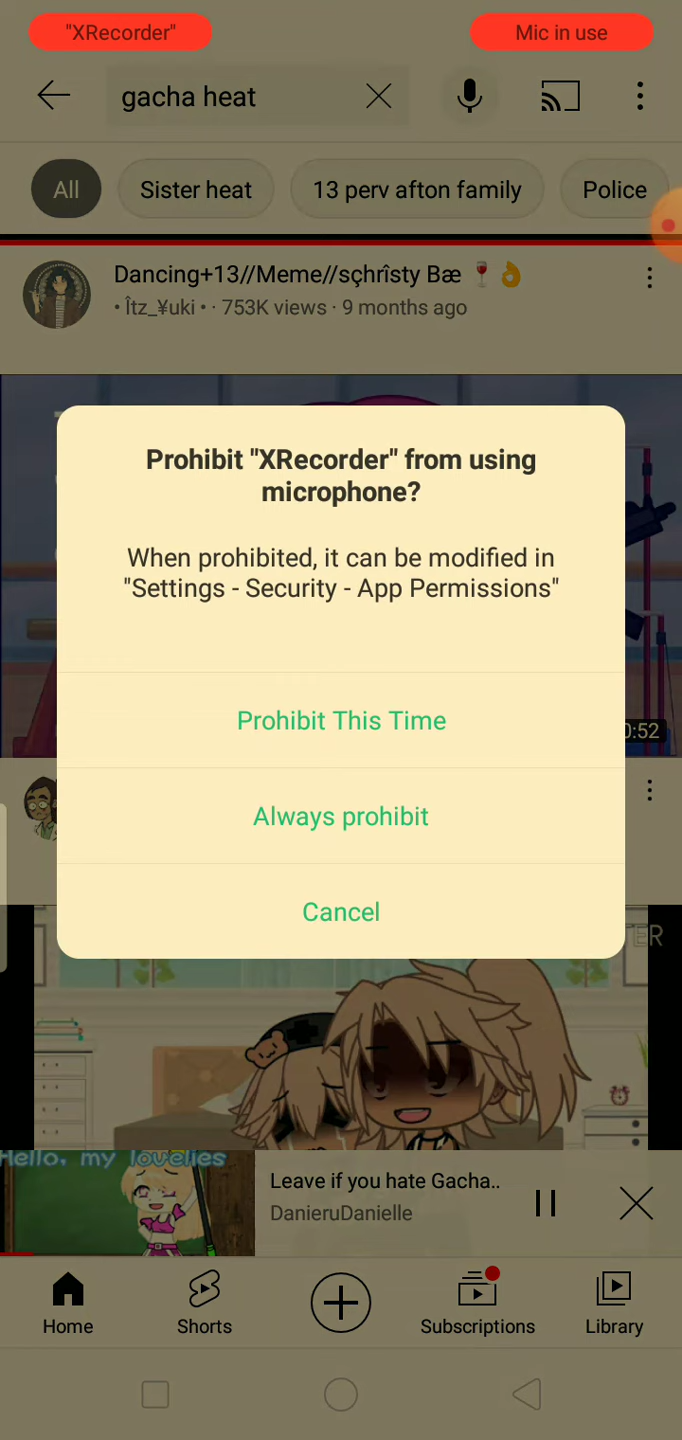 "XRecorder"
Mic in use
gacha heat
All
Sister heat
13 perv afton family
Police
Dancing+13//Meme//sçhrîsty Bæ 🍷👌
• Îtz_¥uki • · 753K views · 9 months ago
Prohibit "XRecorder" from using
microphone?
When prohibited, it can be modified in
"Settings - Security - App Permissions"
Prohibit This Time
0:52
Always prohibit
Cancel
Hello, my lovelies
Leave if you hate Gacha..
DanieruDanielle
Home
Shorts
Subscriptions
Library